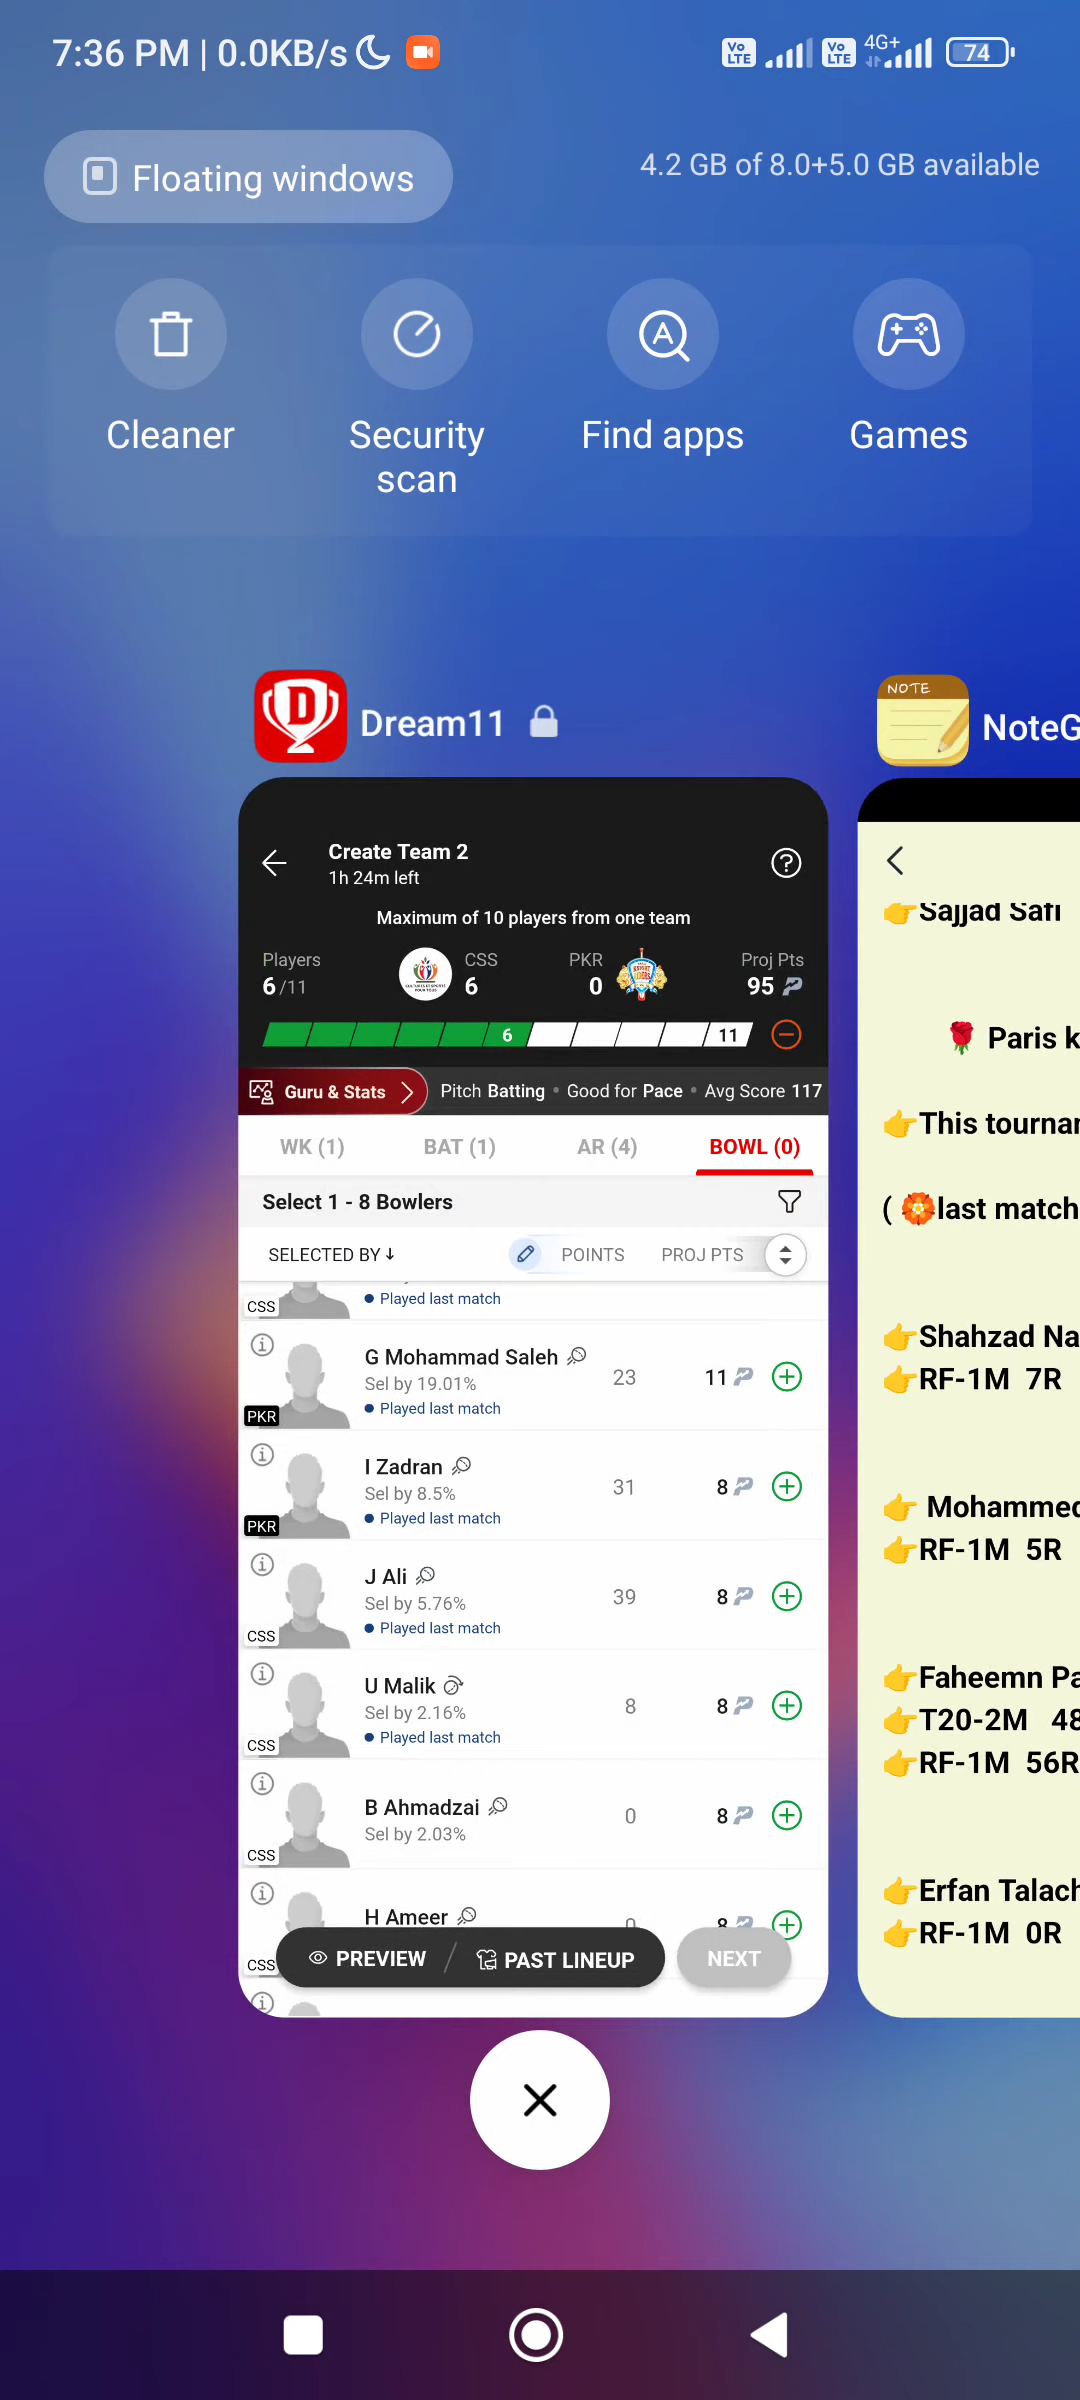 7:36 PM | 0.0KB/s
4G+
74
Floating windows
4.2 GB of 8.0+5.0 GB available
Cleaner
Security scan
Find apps
Games
Dream11
NOTE
NoteG
Create Team 2
1h 24m left
Maximum of 10 players from one team
Players
6/11
CSS
6
PKR
0
Proj Pts
95
6
11
Guru & Stats
Pitch Batting • Good for Pace • Avg Score 117
WK (1)
BAT (1)
AR (4)
BOWL (0)
Select 1 - 8 Bowlers
SELECTED BY ↓
POINTS
PROJ PTS
CSS
Played last match
G Mohammad Saleh
Sel by 19.01%
Played last match
23
11
PKR
I Zadran
Sel by 8.5%
Played last match
31
8
PKR
J Ali
Sel by 5.76%
Played last match
39
8
CSS
U Malik
Sel by 2.16%
Played last match
8
8
CSS
B Ahmadzai
Sel by 2.03%
0
8
CSS
H Ameer
0
8
CSS
PREVIEW
PAST LINEUP
NEXT
👉Sajjad Safi
🌹 Paris k
👉This tournar
( 🏵️last match
👉Shahzad Na
👉RF-1M 7R
👉 Mohammed
👉RF-1M 5R
👉Faheemn Pa
👉T20-2M 48
👉RF-1M 56R
👉Erfan Talach
👉RF-1M 0R